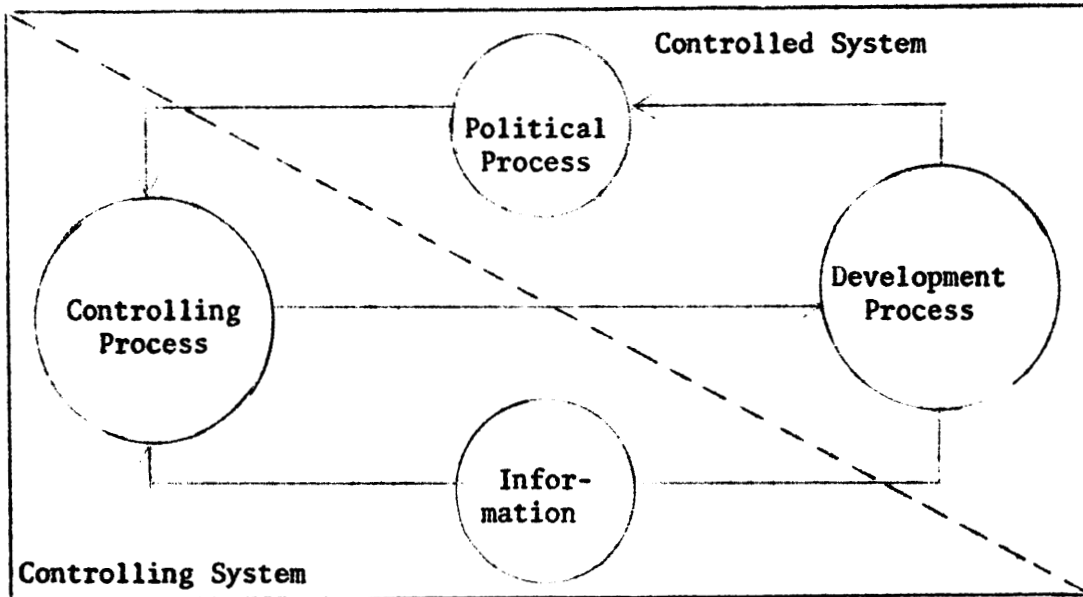 Controlled System
Political
Process
Development
Process
Controlling
Process
Infor-
mation
Controlling System